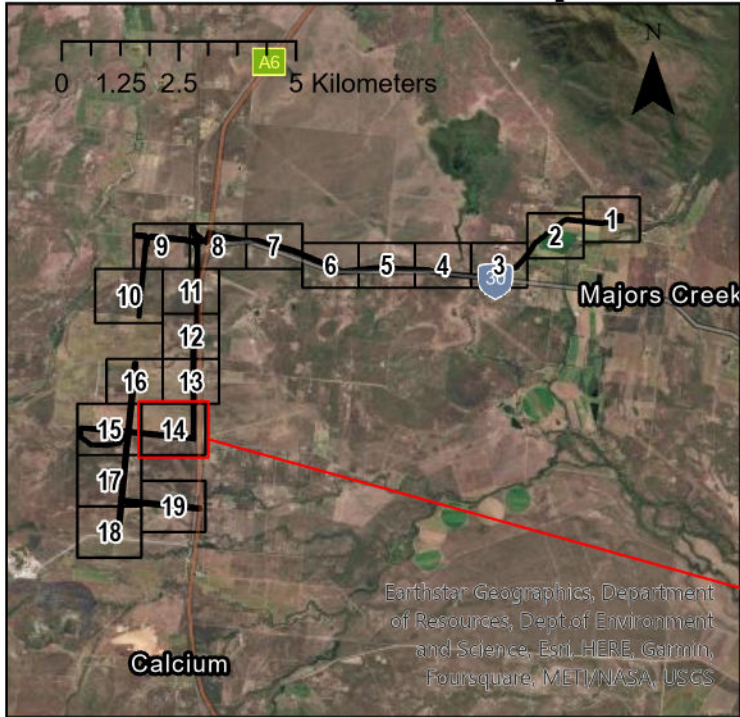 N
A6
0 1.25 2.5 5 Kilometers
1
2
9 8 7
6 5 4 3
36
10 11
Majors Creek
12
16 13
15 14
17
19
18
Earthstar Geographics, Department
of Resources, Dept.of Environment
and Science, Esri, HERE, Garmin,
Foursquare, METI/NASA, USGS
Calcium